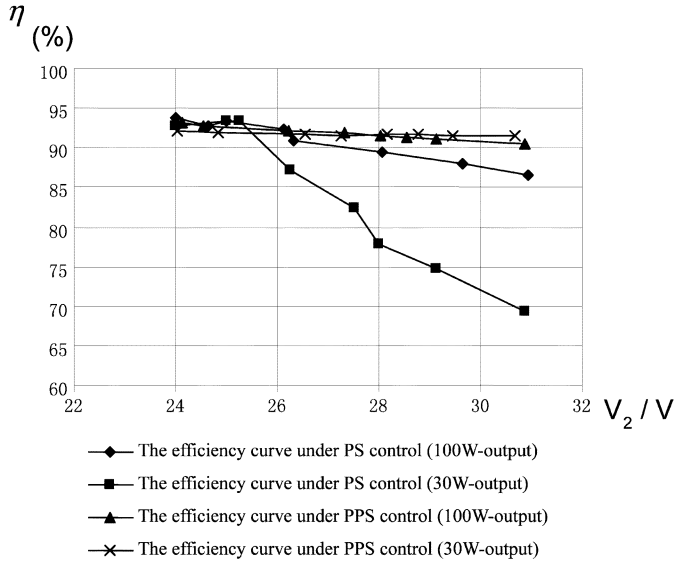 η
(%)
100
95
90
85
80
75
70
65
60
22 24 26 28 30 32
V₂ / V
The efficiency curve under PS control (100W-output)
The efficiency curve under PS control (30W-output)
The efficiency curve under PPS control (100W-output)
The efficiency curve under PPS control (30W-output)